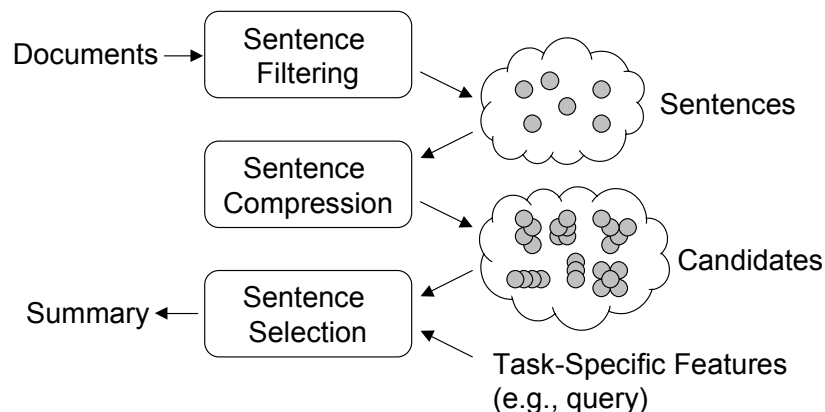 Documents
Sentence
Filtering
Sentences
Sentence
Compression
Candidates
Sentence
Selection
Summary
Task-Specific Features
(e.g., query)